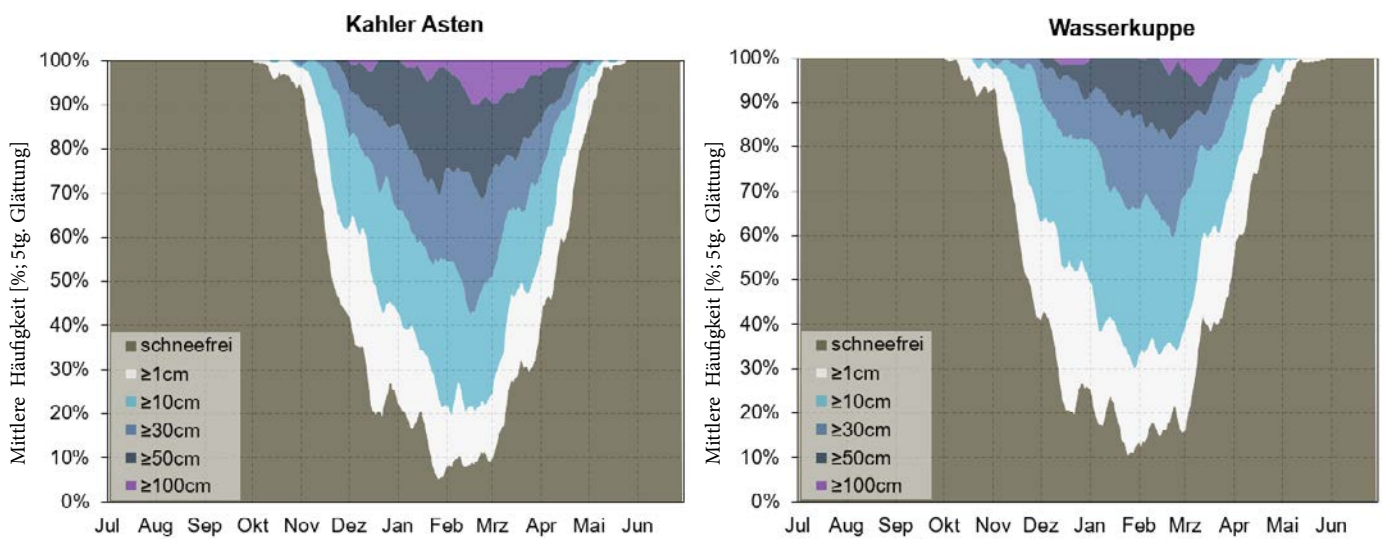 Kahler Asten
Mittlere Häufigkeit [%; 5tg. Glättung]
100%
90%
80%
70%
60%
50%
40%
30%
20%
10%
0%
schneefrei
≥1cm
≥10cm
≥30cm
≥50cm
≥100cm
Jul Aug Sep Okt Nov Dez Jan Feb Mrz Apr Mai Jun
Wasserkuppe
Mittlere Häufigkeit [%; 5tg. Glättung]
100%
90%
80%
70%
60%
50%
40%
30%
20%
10%
0%
schneefrei
≥1cm
≥10cm
≥30cm
≥50cm
≥100cm
Jul Aug Sep Okt Nov Dez Jan Feb Mrz Apr Mai Jun